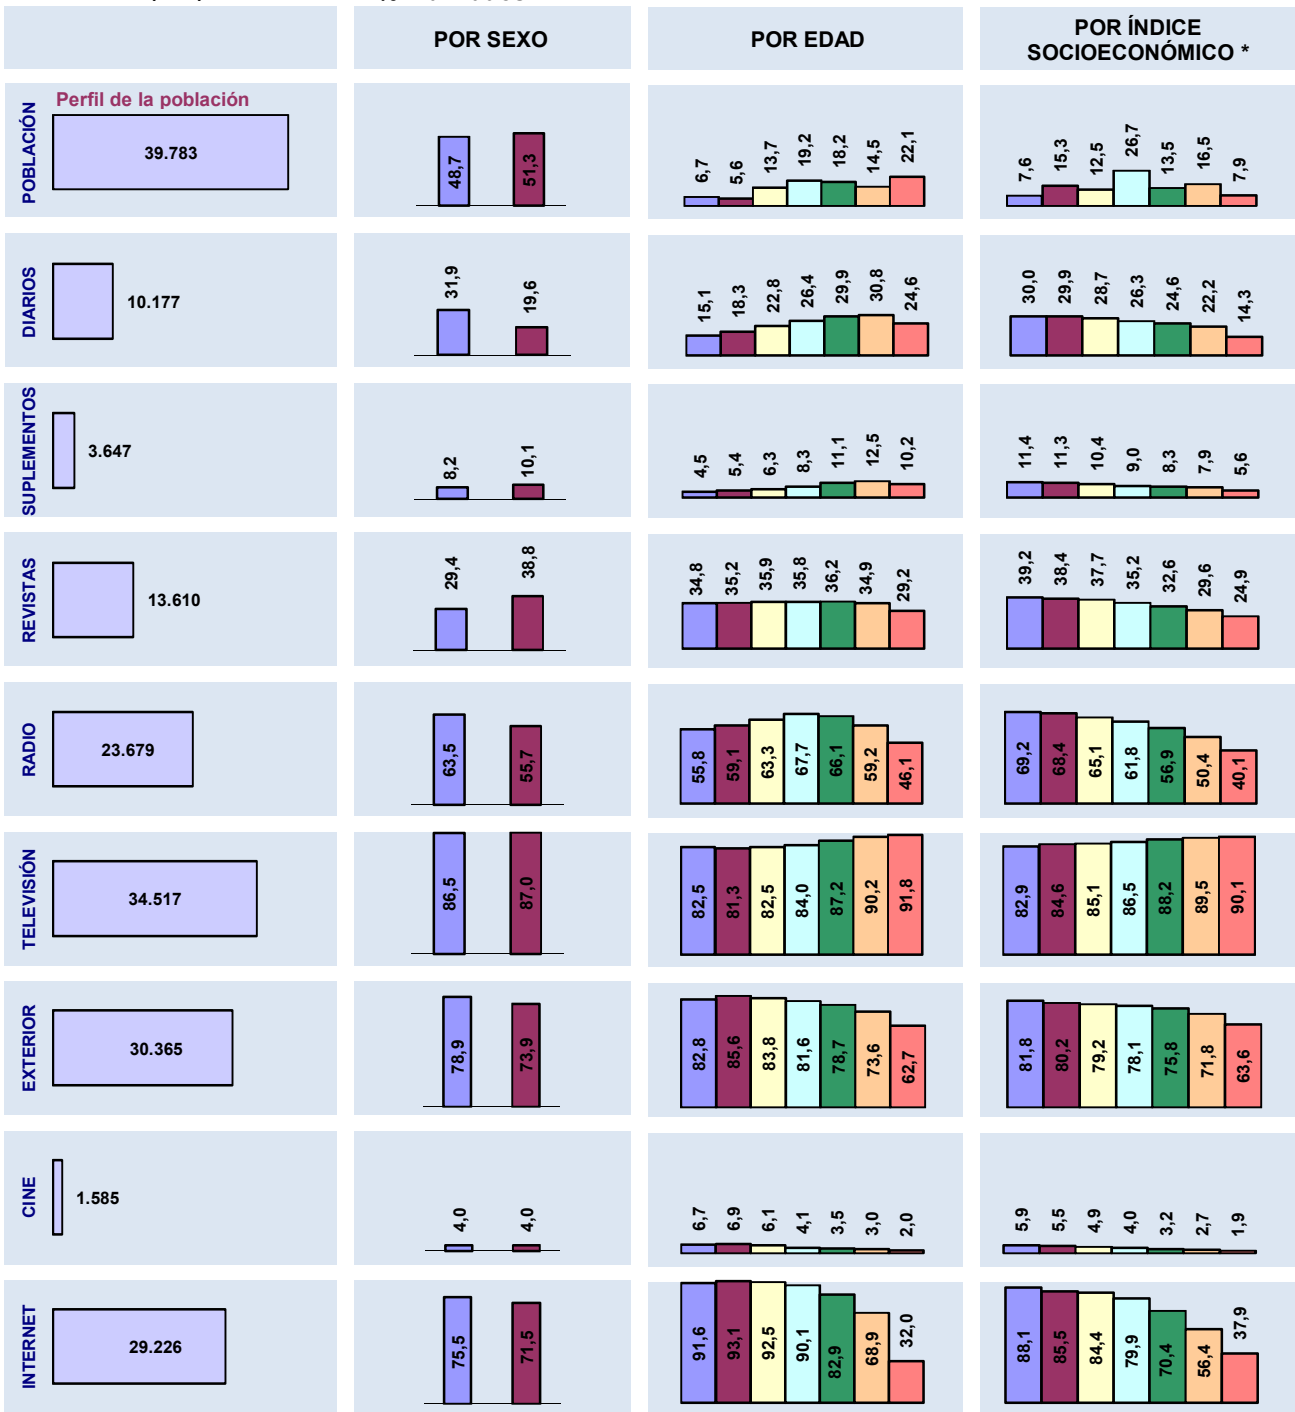 POR SEXO
POR EDAD
POR ÍNDICE
SOCIOECONÓMICO *
POBLACIÓN
Perfil de la población
39.783
48,7 51,3
6,7 5,6 13,7 19,2 18,2 14,5 22,1
7,6 15,3 12,5 26,7 13,5 16,5 7,9
DIARIOS
10.177
31,9 19,6
15,1 18,3 22,8 26,4 29,9 30,8 24,6
30,0 29,9 28,7 26,3 24,6 22,2 14,3
SUPLEMENTOS
3.647
8,2 10,1
4,5 5,4 6,3 8,3 11,1 12,5 10,2
11,4 11,3 10,4 9,0 8,3 7,9 5,6
REVISTAS
13.610
29,4 38,8
34,8 35,2 35,9 35,8 36,2 34,9 29,2
39,2 38,4 37,7 35,2 32,6 29,6 24,9
RADIO
23.679
63,5 55,7
55,8 59,1 63,3 67,7 66,1 59,2 46,1
69,2 68,4 65,1 61,8 56,9 50,4 40,1
TELEVISIÓN
34.517
86,5 87,0
82,5 81,3 82,5 84,0 87,2 90,2 91,8
82,9 84,6 85,1 86,5 88,2 89,5 90,1
EXTERIOR
30.365
78,9 73,9
82,8 85,6 83,8 81,6 78,7 73,6 62,7
81,8 80,2 79,2 78,1 75,8 71,8 63,6
CINE
1.585
4,0 4,0
6,7 6,9 6,1 4,1 3,5 3,0 2,0
5,9 5,5 4,9 4,0 3,2 2,7 1,9
INTERNET
29.226
75,5 71,5
91,6 93,1 92,5 90,1 82,9 68,9 32,0
88,1 85,5 84,4 79,9 70,4 56,4 37,9